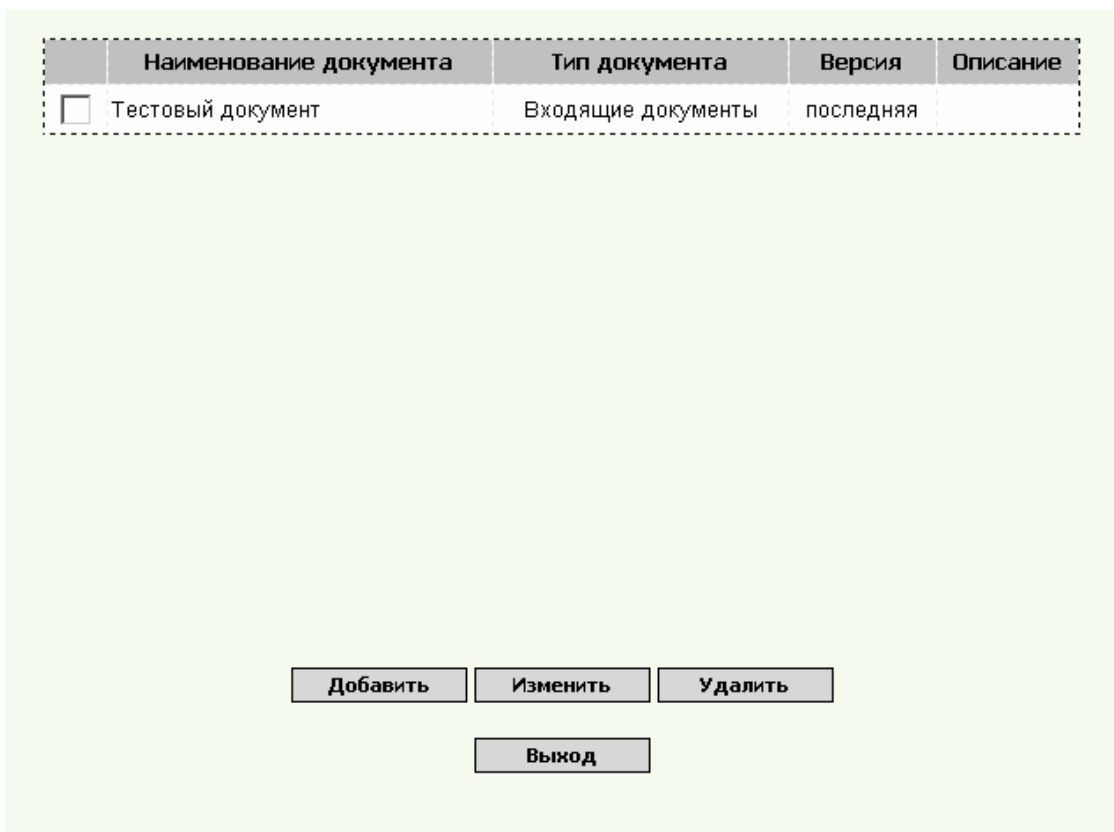 Наименование документа Тип документа Версия Описание
Тестовый документ Входящие документы последняя
Добавить Изменить Удалить
Выход